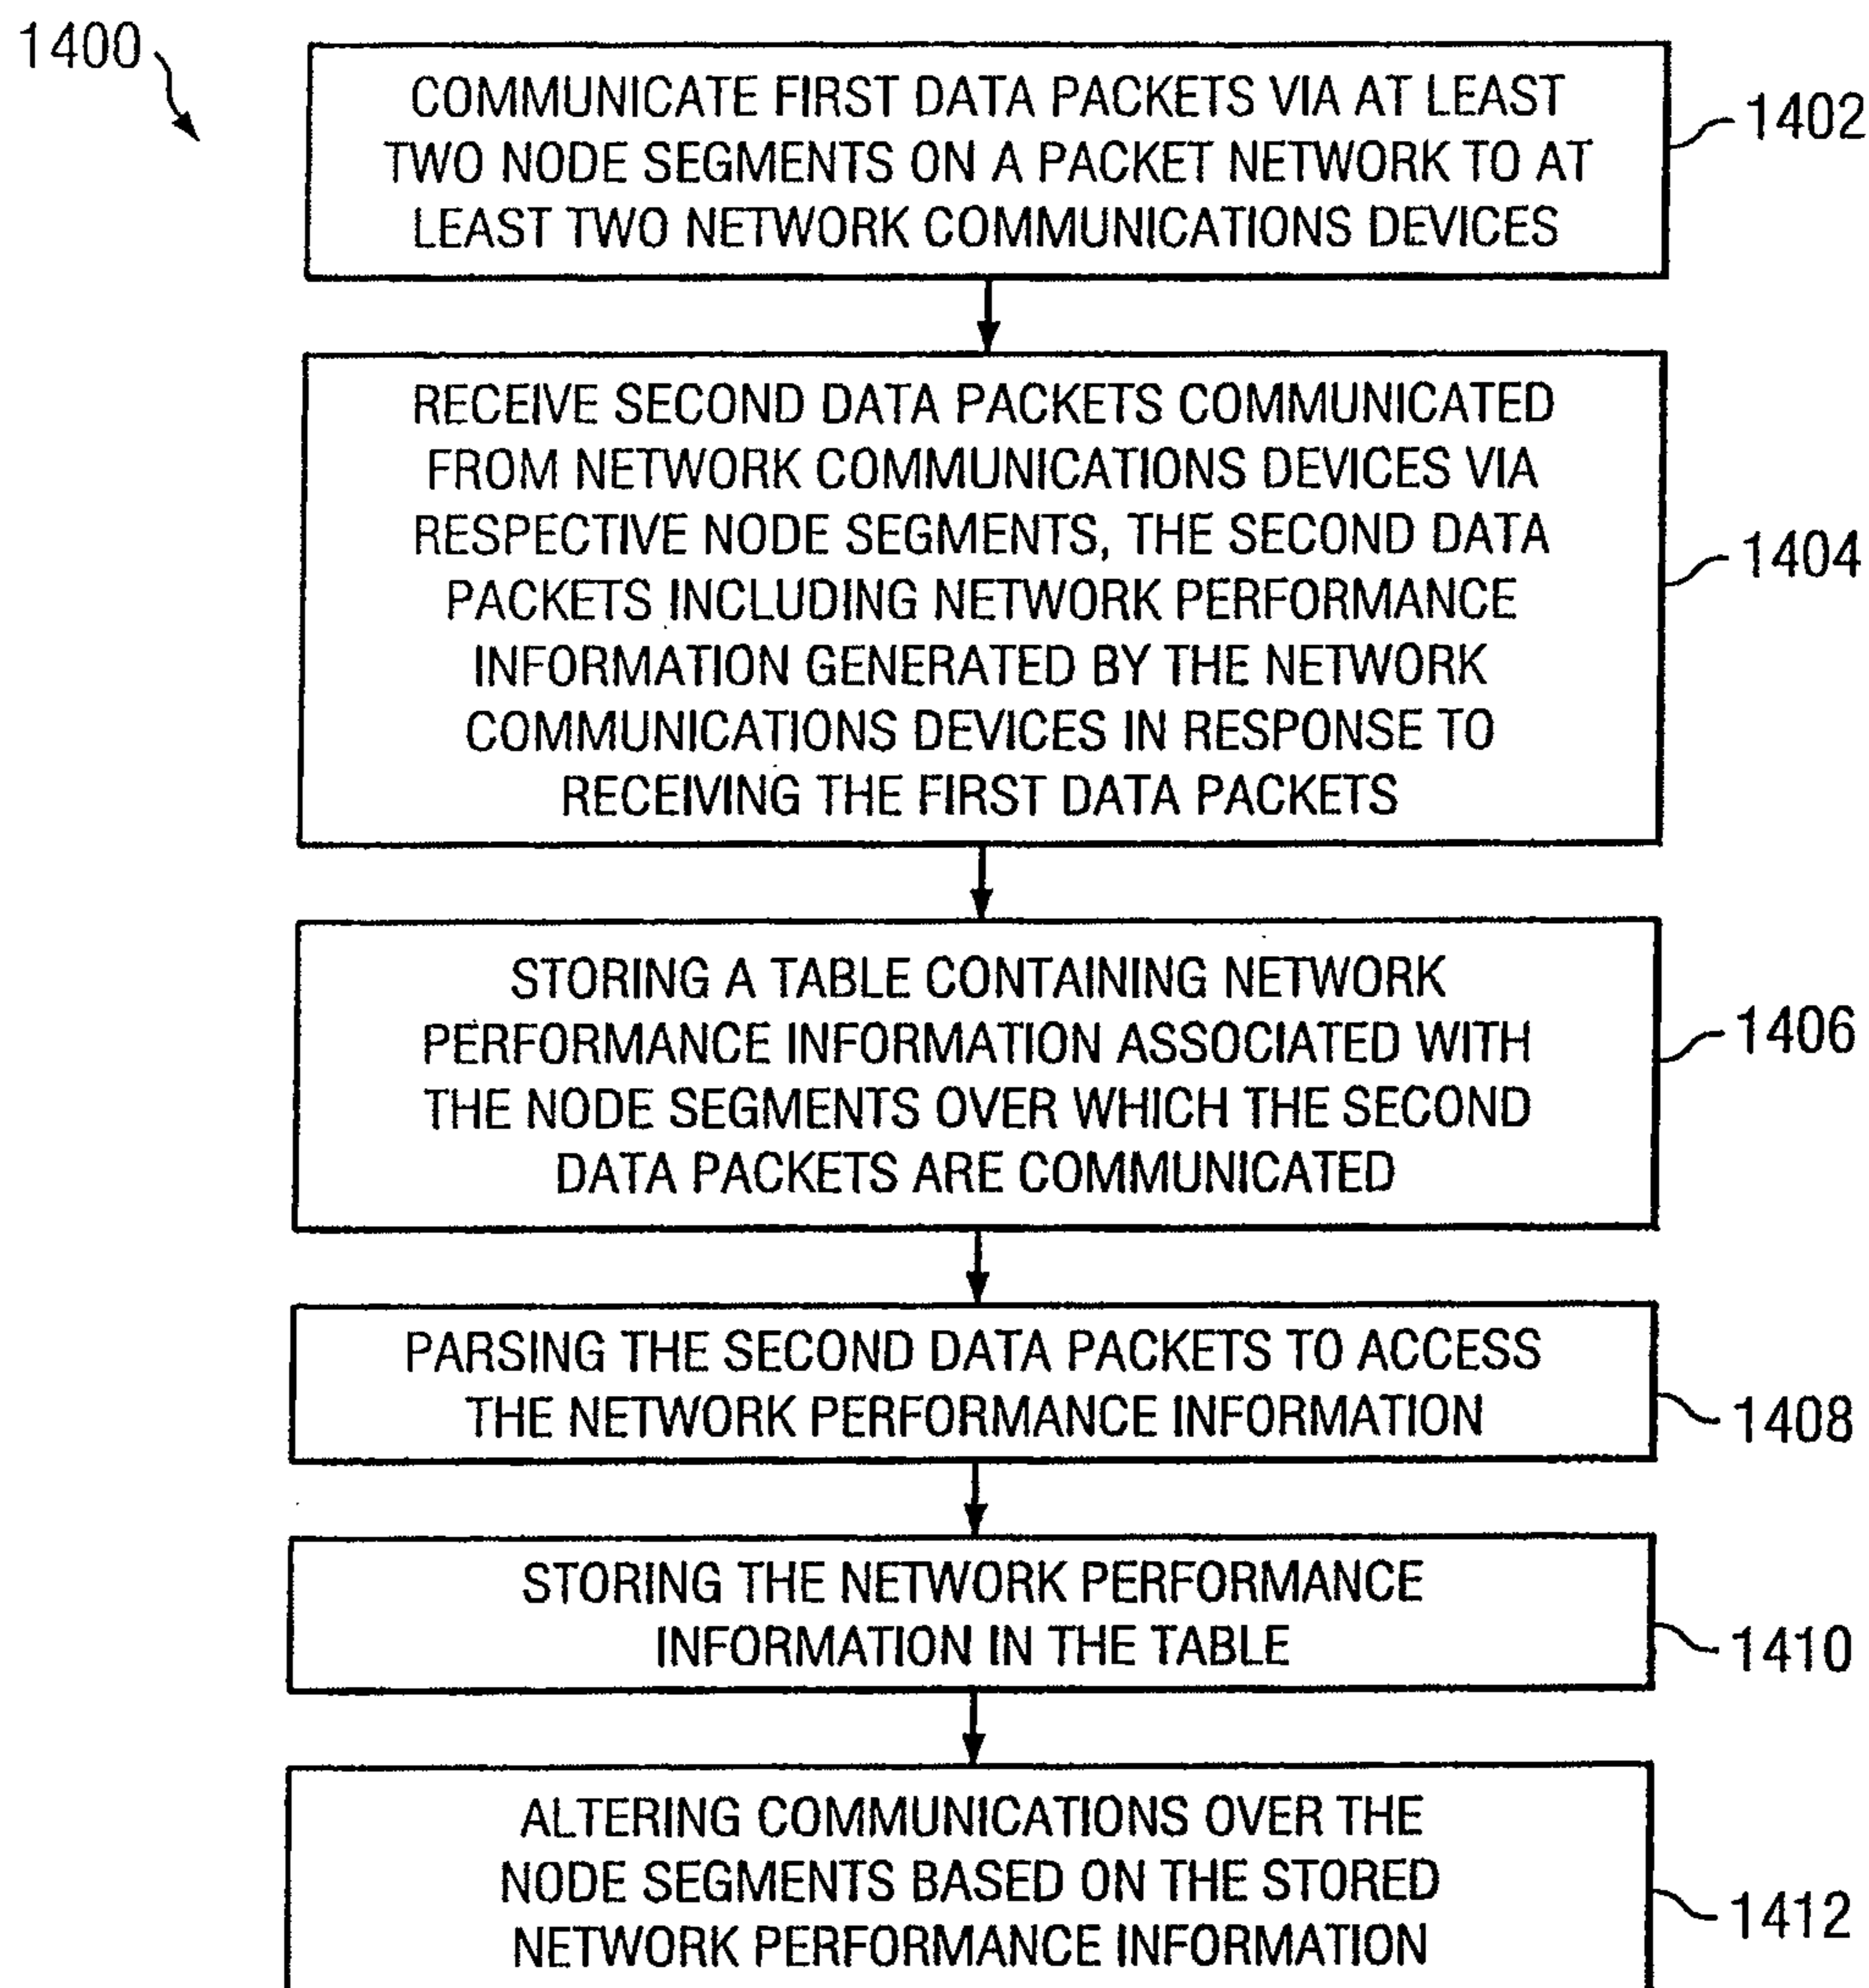 1400
COMMUNICATE FIRST DATA PACKETS VIA AT LEAST
TWO NODE SEGMENTS ON A PACKET NETWORK TO AT
LEAST TWO NETWORK COMMUNICATIONS DEVICES
1402
RECEIVE SECOND DATA PACKETS COMMUNICATED
FROM NETWORK COMMUNICATIONS DEVICES VIA
RESPECTIVE NODE SEGMENTS, THE SECOND DATA
PACKETS INCLUDING NETWORK PERFORMANCE
INFORMATION GENERATED BY THE NETWORK
COMMUNICATIONS DEVICES IN RESPONSE TO
RECEIVING THE FIRST DATA PACKETS
1404
STORING A TABLE CONTAINING NETWORK
PERFORMANCE INFORMATION ASSOCIATED WITH
THE NODE SEGMENTS OVER WHICH THE SECOND
DATA PACKETS ARE COMMUNICATED
1406
PARSING THE SECOND DATA PACKETS TO ACCESS
THE NETWORK PERFORMANCE INFORMATION
1408
STORING THE NETWORK PERFORMANCE
INFORMATION IN THE TABLE
1410
ALTERING COMMUNICATIONS OVER THE
NODE SEGMENTS BASED ON THE STORED
NETWORK PERFORMANCE INFORMATION
1412